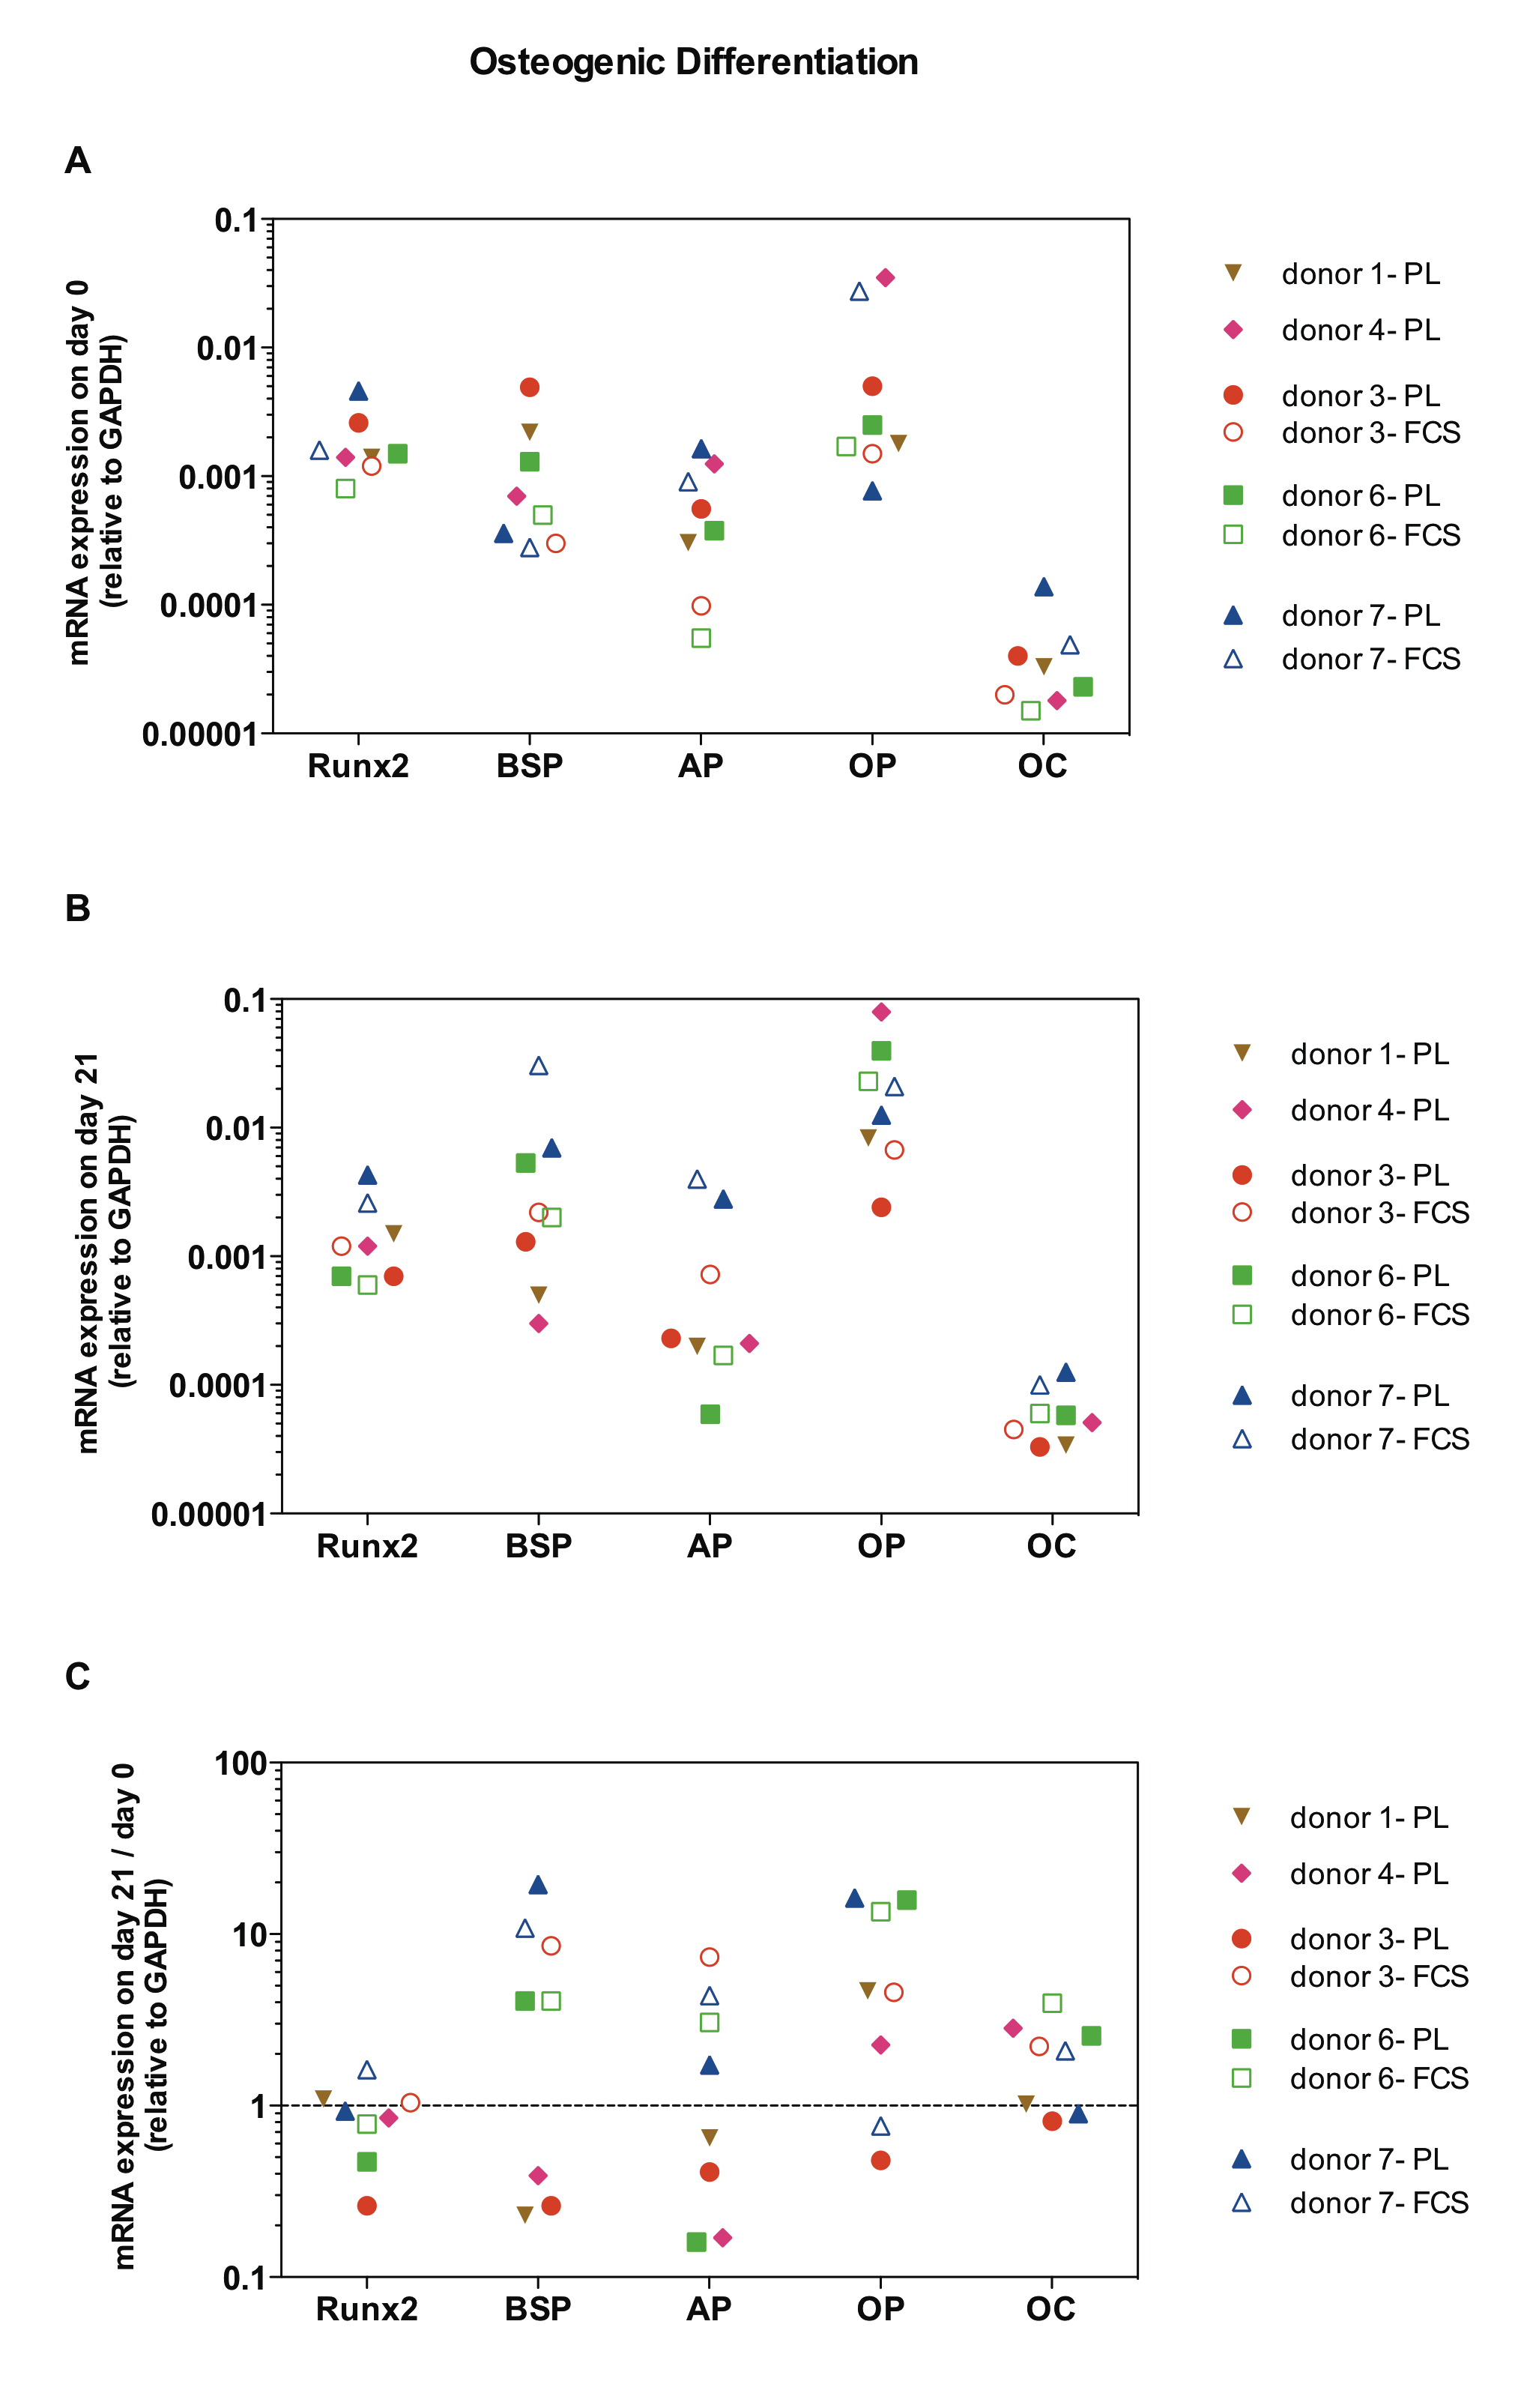 Osteogenic Differentiation
A
mRNA expression on day 0
(relative to GAPDH)
0.1
0.01
0.001
0.0001
0.00001
Runx2 BSP AP OP OC
donor 1- PL
donor 4- PL
donor 3- PL
donor 3- FCS
donor 6- PL
donor 6- FCS
donor 7- PL
donor 7- FCS
B
mRNA expression on day 21
(relative to GAPDH)
0.1
0.01
0.001
0.0001
0.00001
Runx2 BSP AP OP OC
donor 1- PL
donor 4- PL
donor 3- PL
donor 3- FCS
donor 6- PL
donor 6- FCS
donor 7- PL
donor 7- FCS
C
mRNA expression on day 21 / day 0
(relative to GAPDH)
100
10
1
0.1
Runx2 BSP AP OP OC
donor 1- PL
donor 4- PL
donor 3- PL
donor 3- FCS
donor 6- PL
donor 6- FCS
donor 7- PL
donor 7- FCS